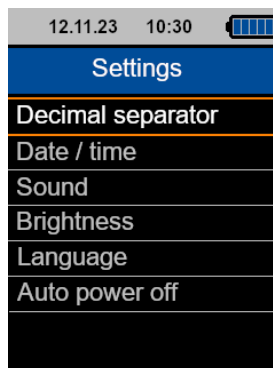 12.11.23 10:30
Settings
Decimal separator
Date / time
Sound
Brightness
Language
Auto power off